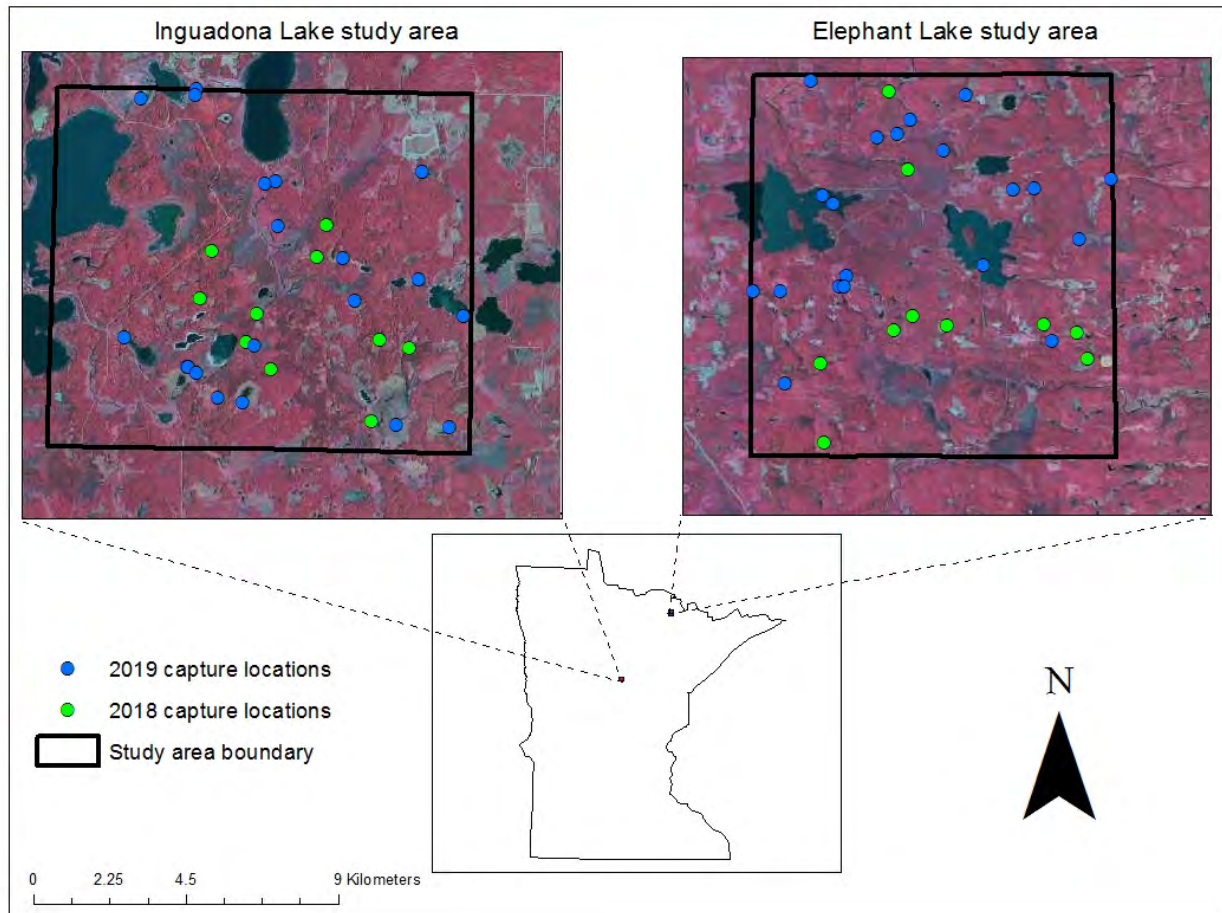 Inguadona Lake study area
Elephant Lake study area
2019 capture locations
2018 capture locations
Study area boundary
N
0 2.25 4.5 9 Kilometers